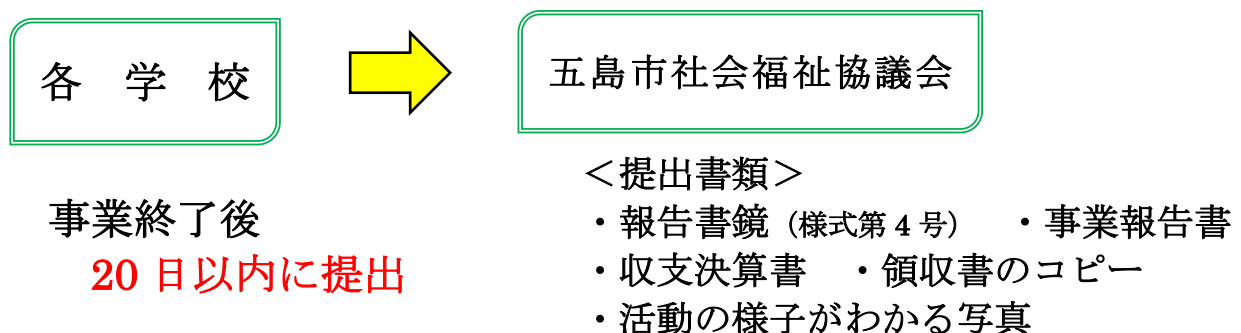 各　学　校
五島市社会福祉協議会
事業終了後
20日以内に提出
＜提出書類＞
・報告書鏡（様式第4号）　・事業報告書
・収支決算書　・領収書のコピー
・活動の様子がわかる写真